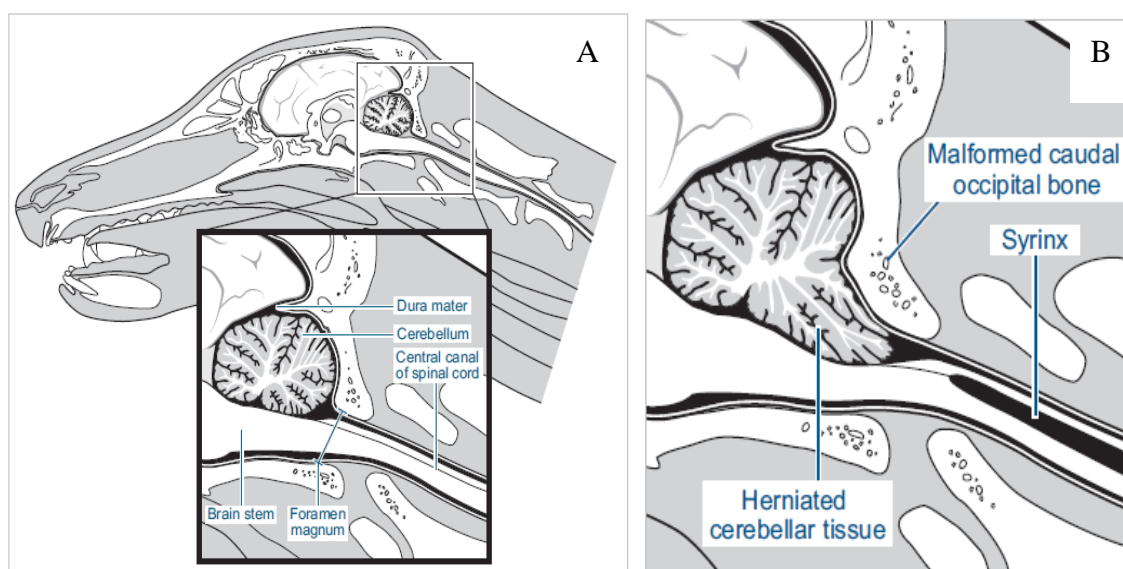 A
Dura mater
Cerebellum
Central canal
of spinal cord
Brain stem
Foramen
magnum
B
Malformed caudal
occipital bone
Syrinx
Herniated
cerebellar tissue